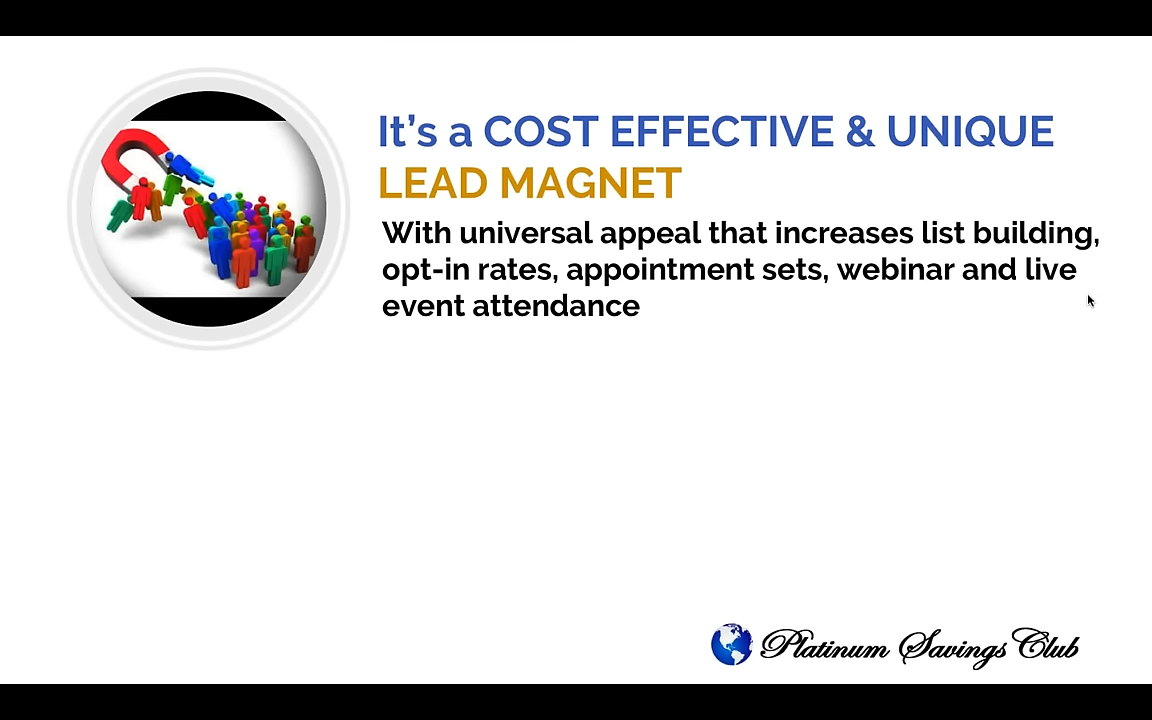 It’s a COST EFFECTIVE & UNIQUE
LEAD MAGNET
With universal appeal that increases list building,
opt-in rates, appointment sets, webinar and live
event attendance
Platinum Savings Club